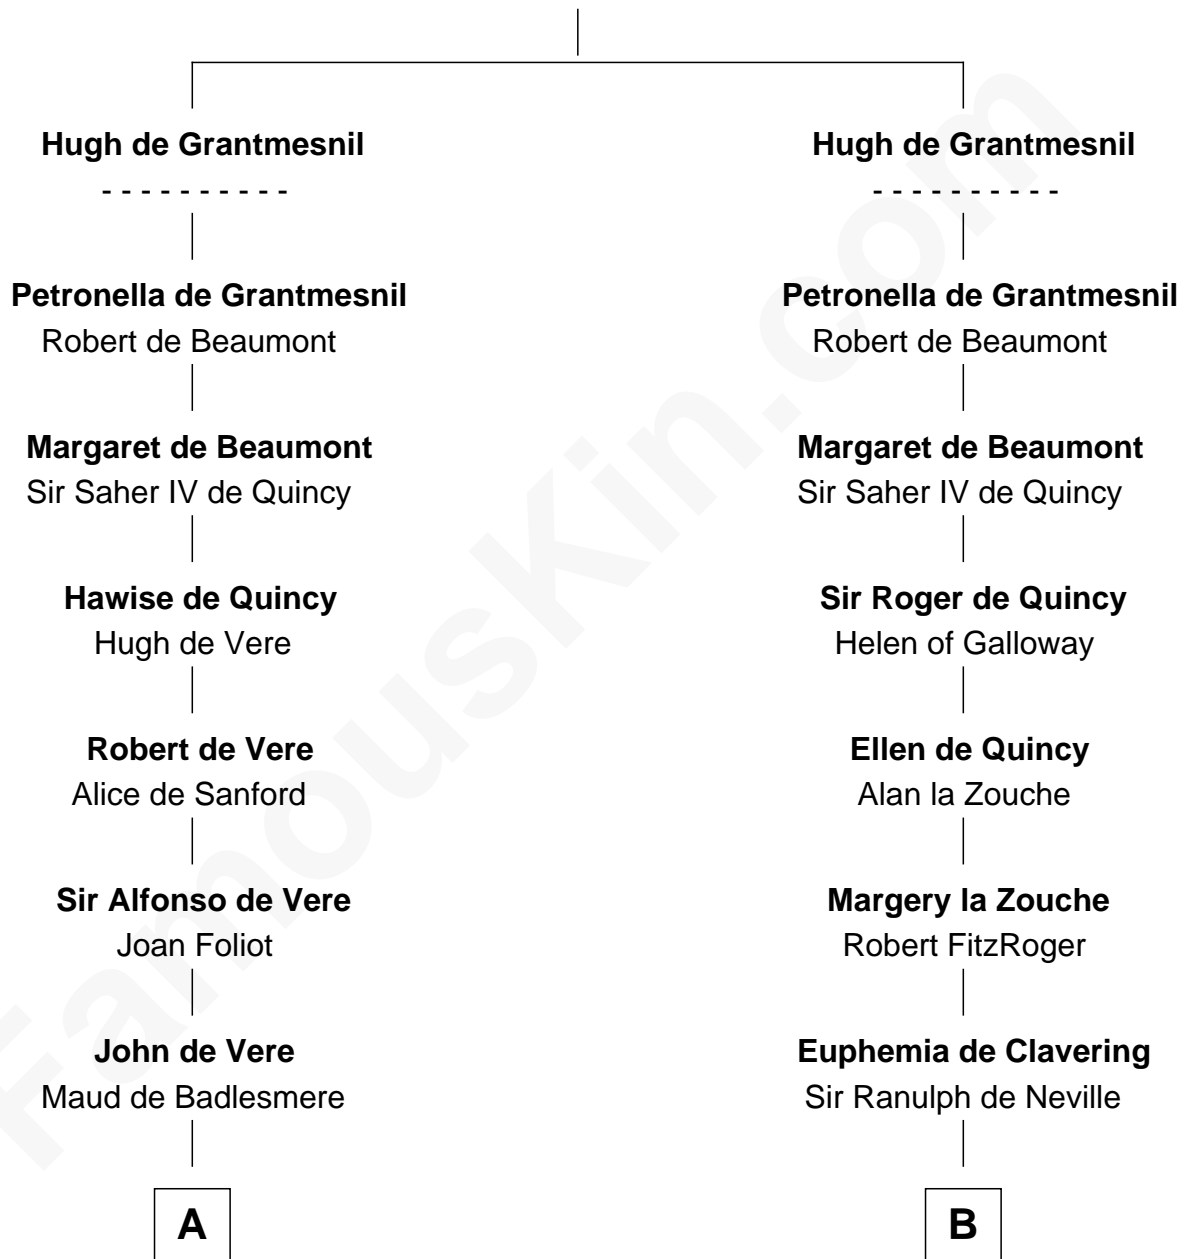 Hugh de Grantmesnil Hugh de Grantmesnil
- - - - - - - - - - - - - - - - - - - -
Petronella de Grantmesnil Petronella de Grantmesnil
Robert de Beaumont Robert de Beaumont
Margaret de Beaumont Margaret de Beaumont
Sir Saher IV de Quincy Sir Saher IV de Quincy
Hawise de Quincy Sir Roger de Quincy
Hugh de Vere Helen of Galloway
Robert de Vere Ellen de Quincy
Alice de Sanford Alan la Zouche
Sir Alfonso de Vere Margery la Zouche
Joan Foliot Robert FitzRoger
John de Vere Euphemia de Clavering
Maud de Badlesmere Sir Ranulph de Neville
A B
FamousKin.com